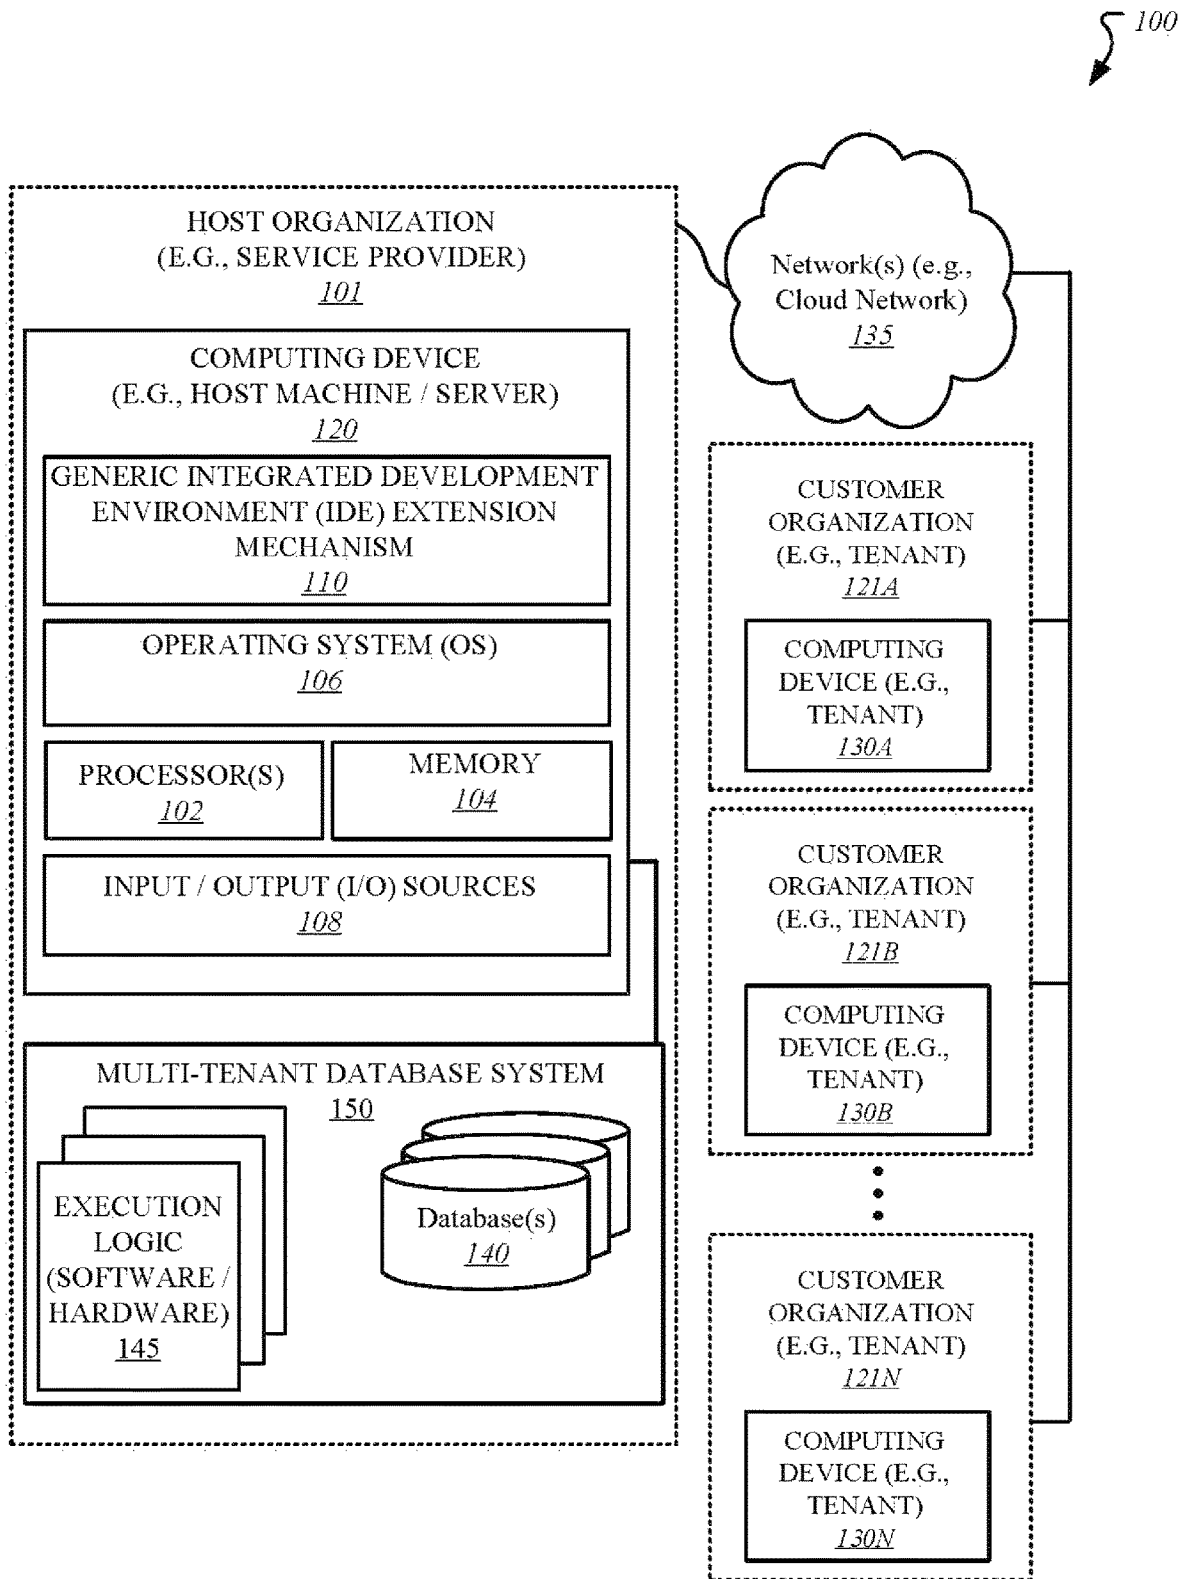 100
HOST ORGANIZATION
(E.G., SERVICE PROVIDER)
101
COMPUTING DEVICE
(E.G., HOST MACHINE / SERVER)
120
GENERIC INTEGRATED DEVELOPMENT
ENVIRONMENT (IDE) EXTENSION
MECHANISM
110
OPERATING SYSTEM (OS)
106
PROCESSOR(S)
102
MEMORY
104
INPUT / OUTPUT (I/O) SOURCES
108
MULTI-TENANT DATABASE SYSTEM
150
EXECUTION
LOGIC
(SOFTWARE /
HARDWARE)
145
Database(s)
140
Network(s) (e.g.,
Cloud Network)
135
CUSTOMER
ORGANIZATION
(E.G., TENANT)
121A
COMPUTING
DEVICE (E.G.,
TENANT)
130A
CUSTOMER
ORGANIZATION
(E.G., TENANT)
121B
COMPUTING
DEVICE (E.G.,
TENANT)
130B
CUSTOMER
ORGANIZATION
(E.G., TENANT)
121N
COMPUTING
DEVICE (E.G.,
TENANT)
130N